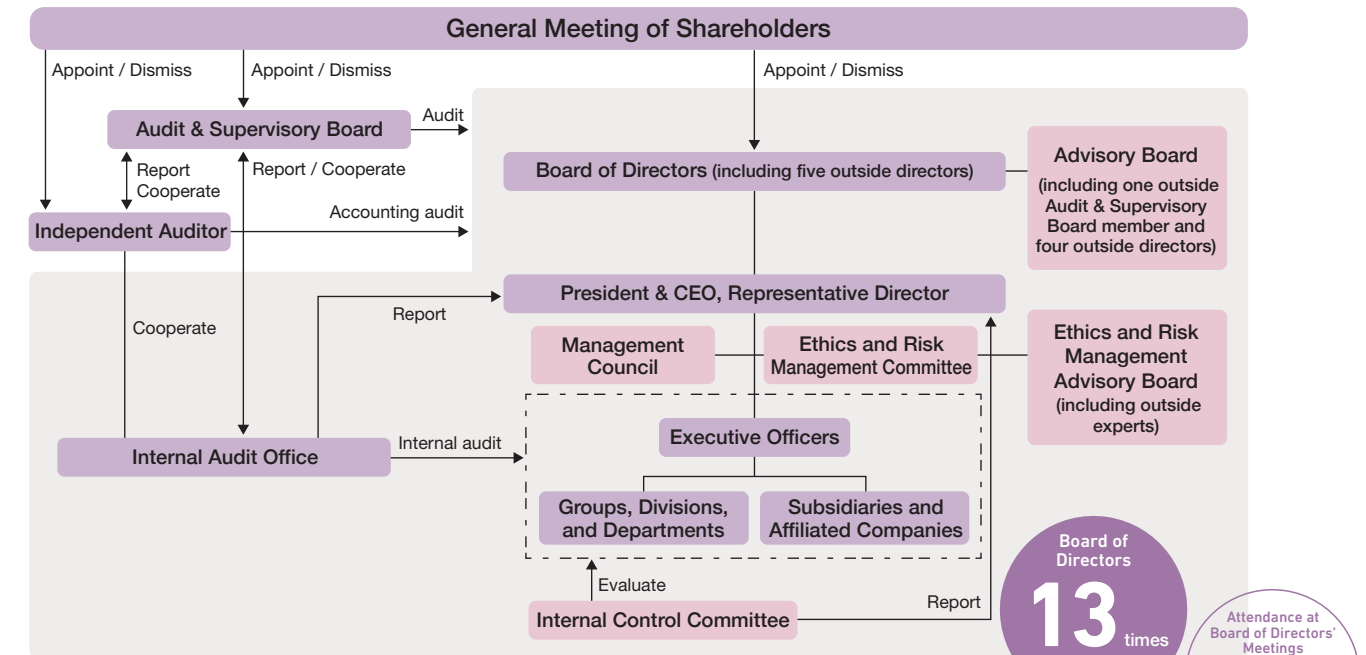 General Meeting of Shareholders
Appoint / Dismiss
Appoint / Dismiss
Appoint / Dismiss
Audit & Supervisory Board
Audit
Report
Cooperate
Report / Cooperate
Board of Directors (including five outside directors)
Advisory Board
(including one outside
Audit & Supervisory
Board member and
four outside directors)
Independent Auditor
Accounting audit
President & CEO, Representative Director
Cooperate
Report
Management
Council
Ethics and Risk
Management Committee
Ethics and Risk
Management
Advisory Board
(including outside
experts)
Internal Audit Office
Internal audit
Executive Officers
Groups, Divisions,
and Departments
Subsidiaries and
Affiliated Companies
Evaluate
Internal Control Committee
Report
Board of
Directors
13 times
Attendance at
Board of Directors'
Meetings